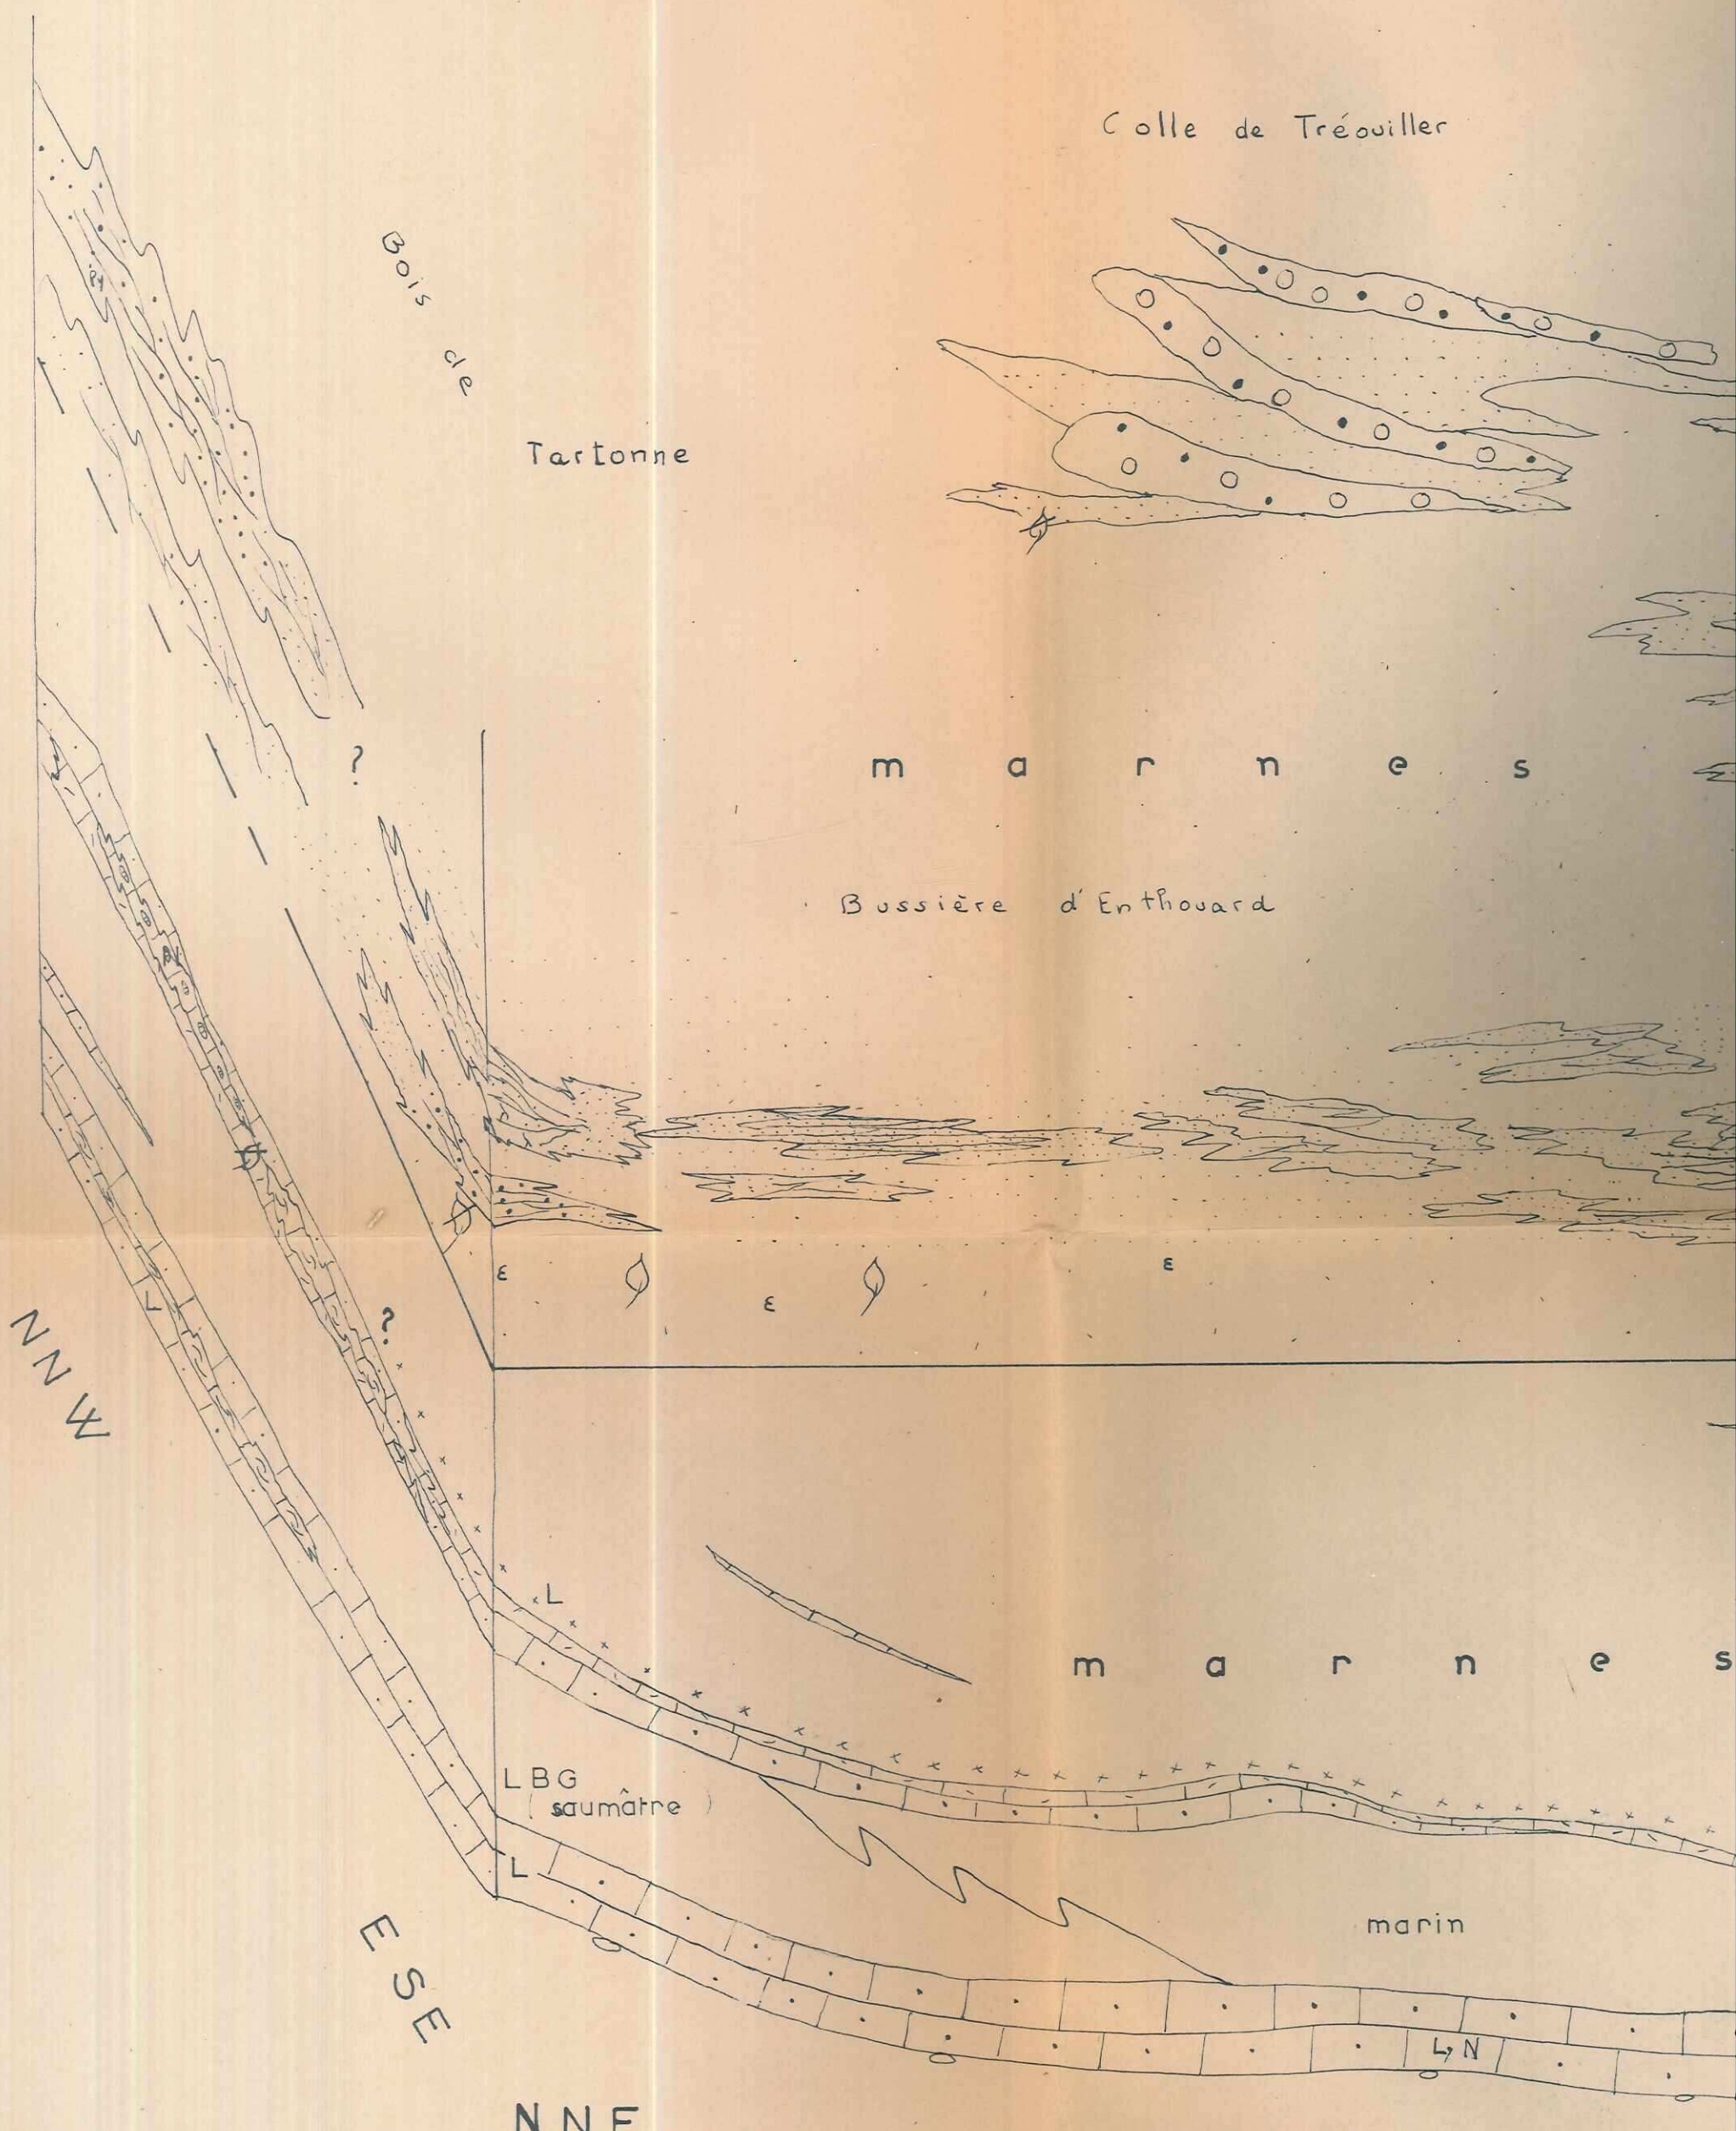 Colle de Tréouiller
Bois de
Tartonne
?
m a r n e s
Bussière d'Enthouard
ε
ε
ε
?
NNW
L
m a r n e s
LBG
(saumâtre)
L
marin
ESE
L, N
NNE